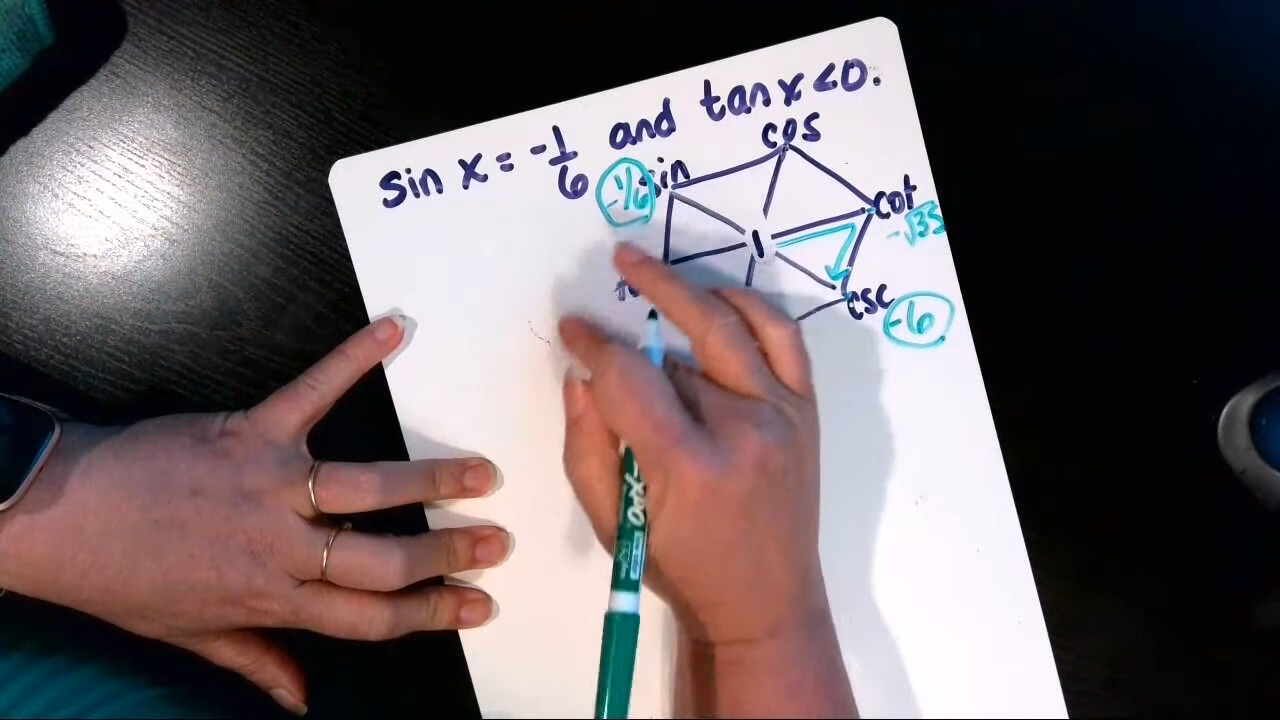 sin x = -1/6 and tan x < 0.
cos
-1/6 sin
cot
-√35
1
csc -6